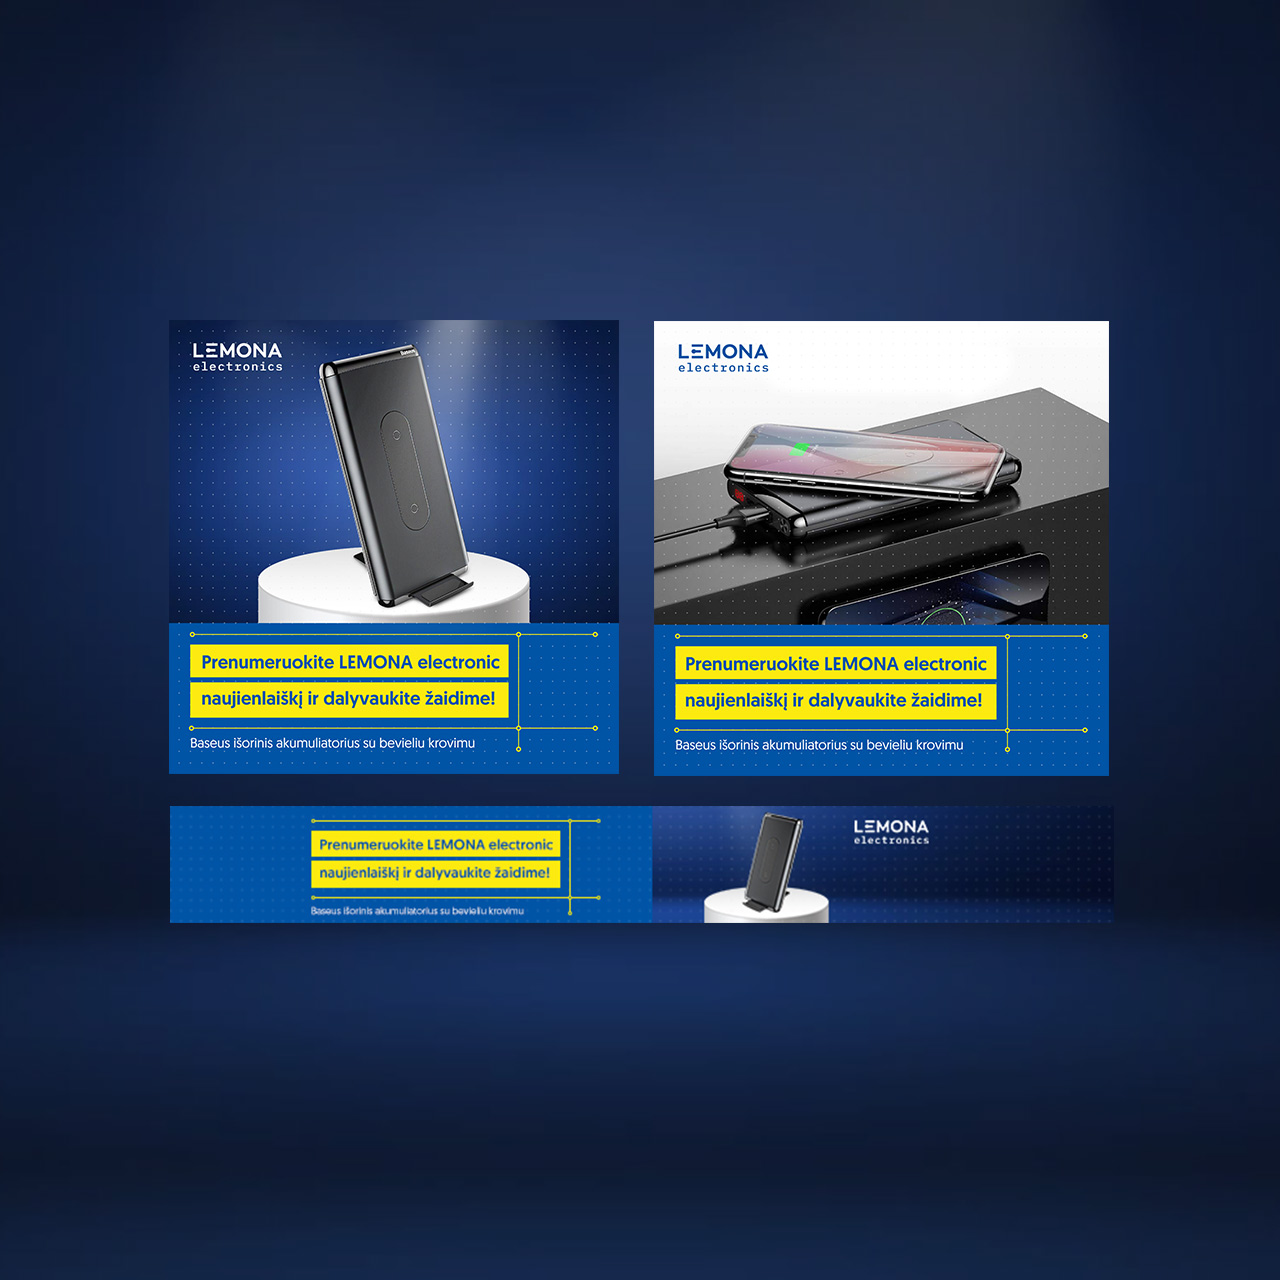 LEMONA
electronics
Baseus
Prenumeruokite LEMONA electronic
naujienlaiškį ir dalyvaukite žaidime!
Baseus išorinis akumuliatorius su bevieliu krovimu
LEMONA
electronics
Prenumeruokite LEMONA electronic
naujienlaiškį ir dalyvaukite žaidime!
Baseus išorinis akumuliatorius su bevieliu krovimu
Prenumeruokite LEMONA electronic
naujienlaiškį ir dalyvaukite žaidime!
Baseus išorinis akumuliatorius su bevieliu krovimu
LEMONA
electronics